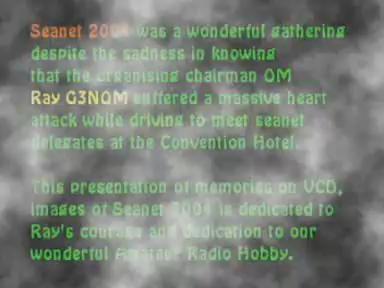 Seanet 2004 was a wonderful gathering
despite the sadness in knowing
that the organising chairman OM
Ray G3NOM suffered a massive heart
attack while driving to meet seanet
delegates at the Convention Hotel.
This presentation of memories on VCD,
images of Seanet 2004 is dedicated to
Ray's courage and dedication to our
wonderful Amateur Radio Hobby.